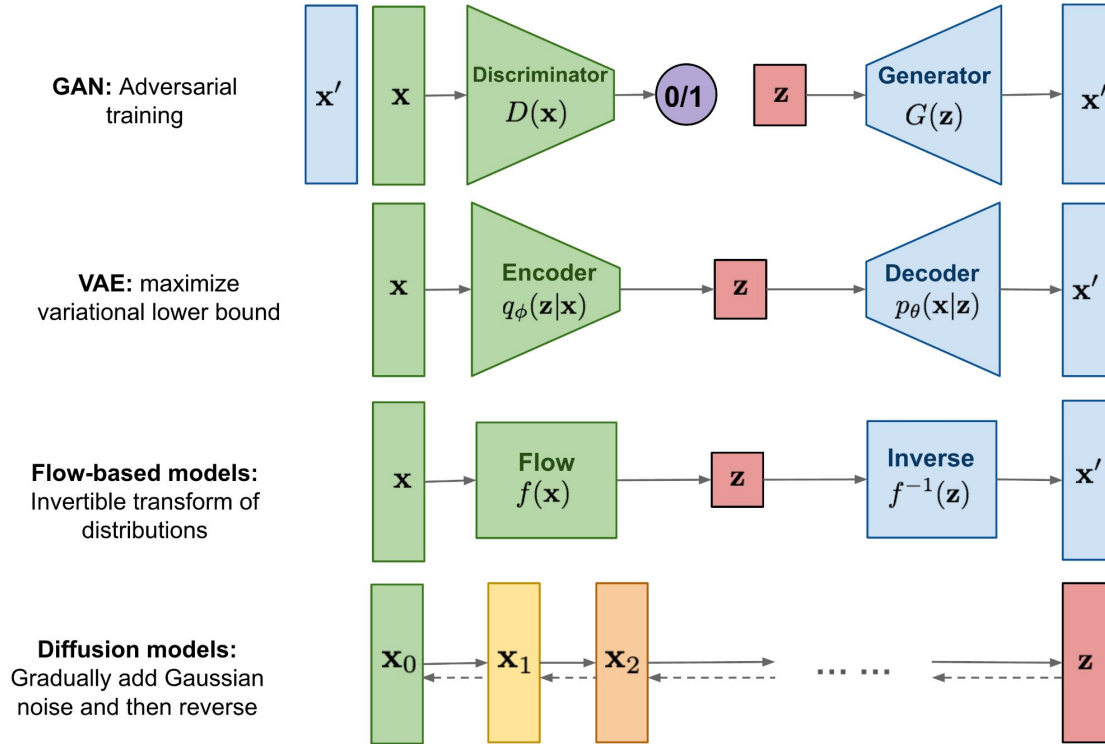 GAN: Adversarial
training
x′
x
Discriminator
D(x)
0/1
z
Generator
G(z)
x′
VAE: maximize
variational lower bound
x
Encoder
qϕ(z|x)
z
Decoder
pθ(x|z)
x′
Flow-based models:
Invertible transform of
distributions
x
Flow
f(x)
z
Inverse
f⁻¹(z)
x′
Diffusion models:
Gradually add Gaussian
noise and then reverse
x₀
x₁
x₂
... ...
z